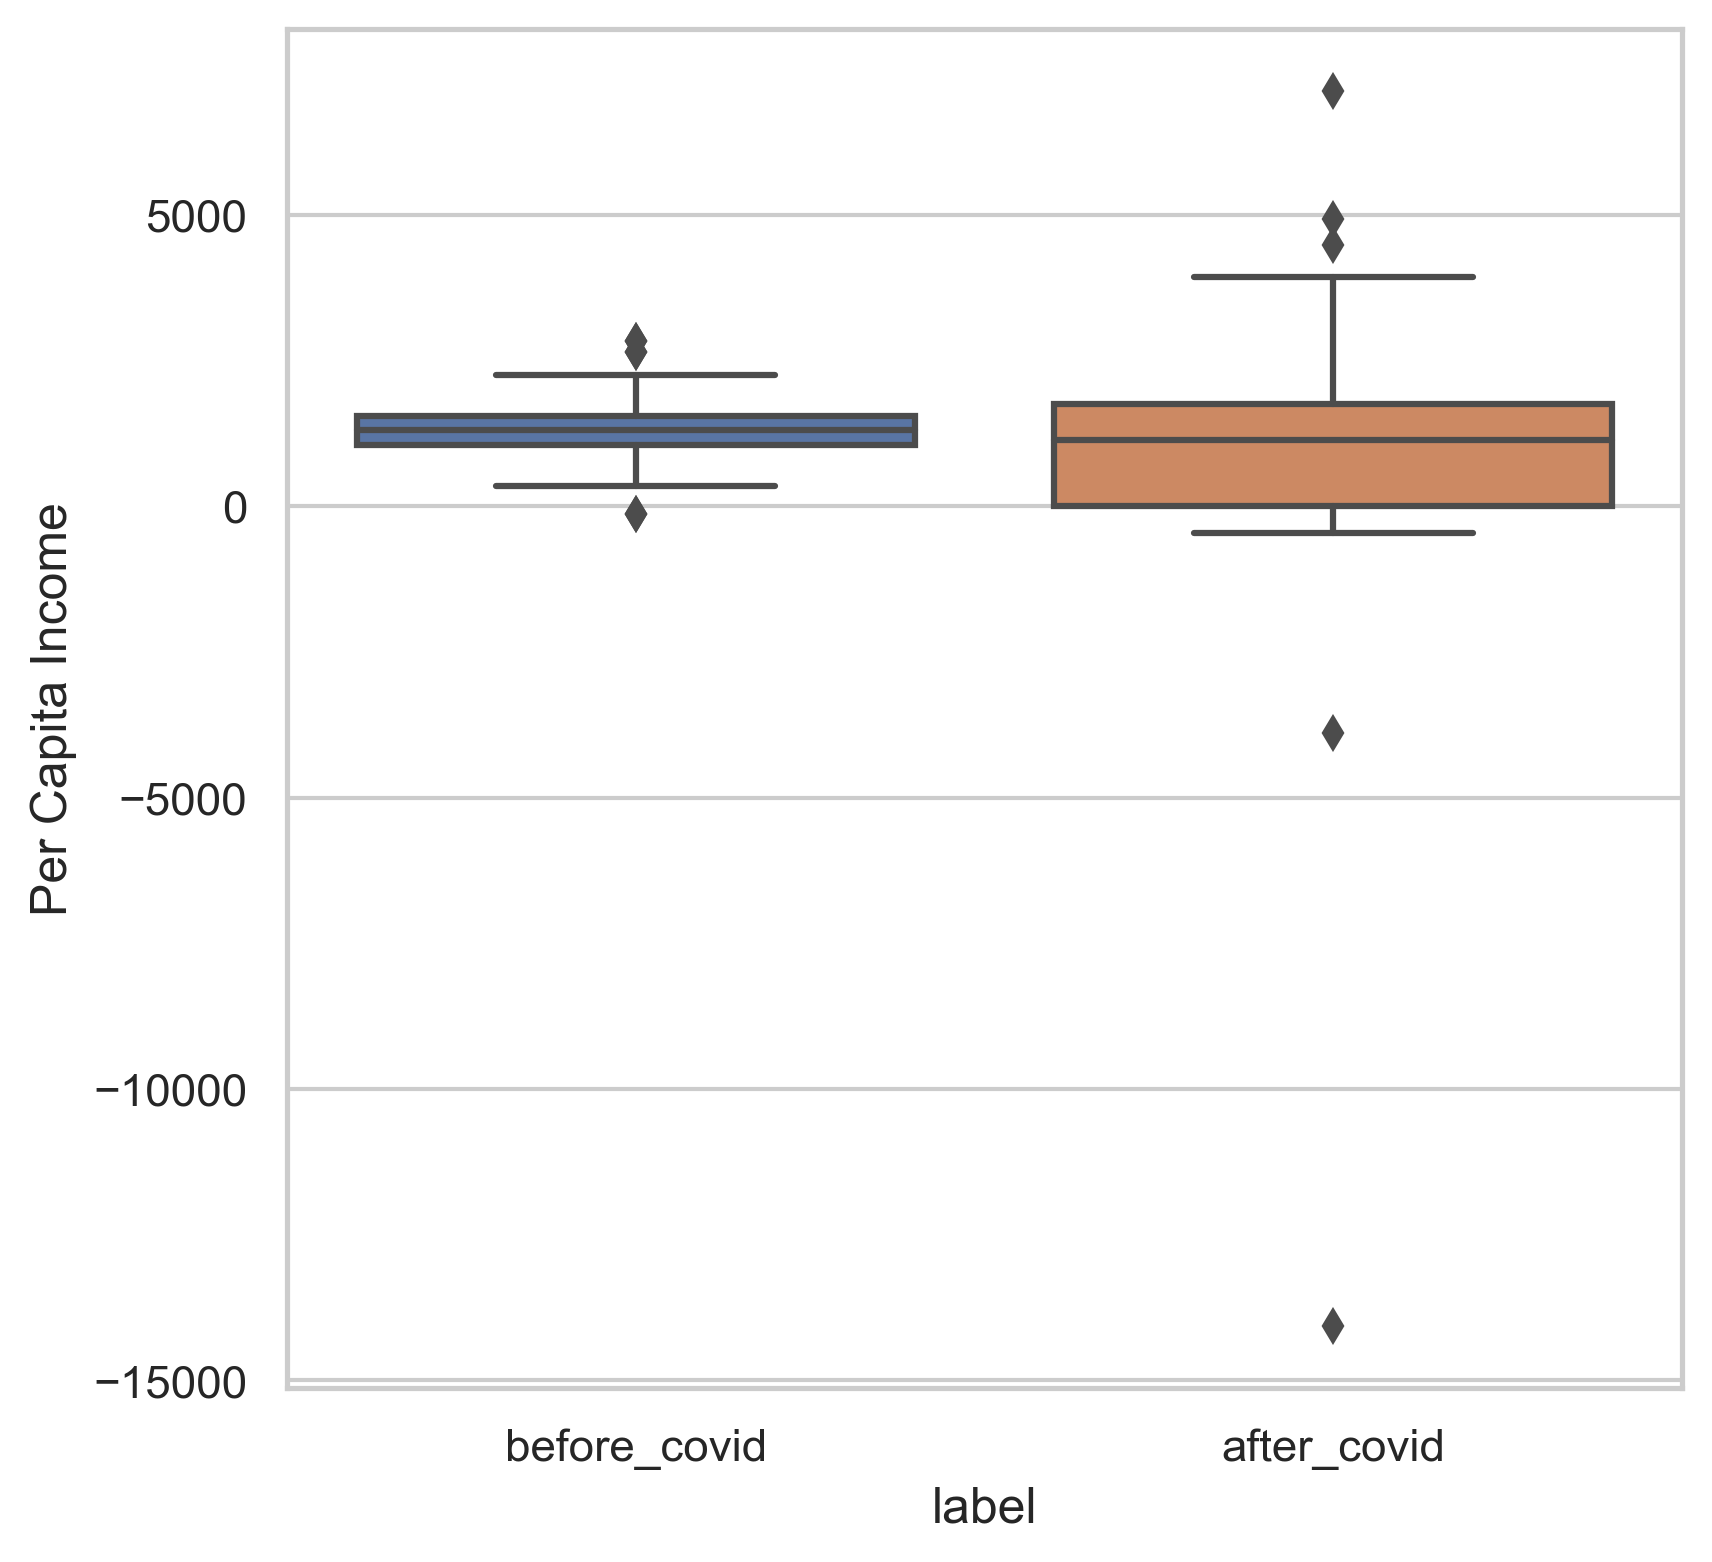 Per Capita Income
5000
0
−5000
−10000
−15000
before_covid
after_covid
label